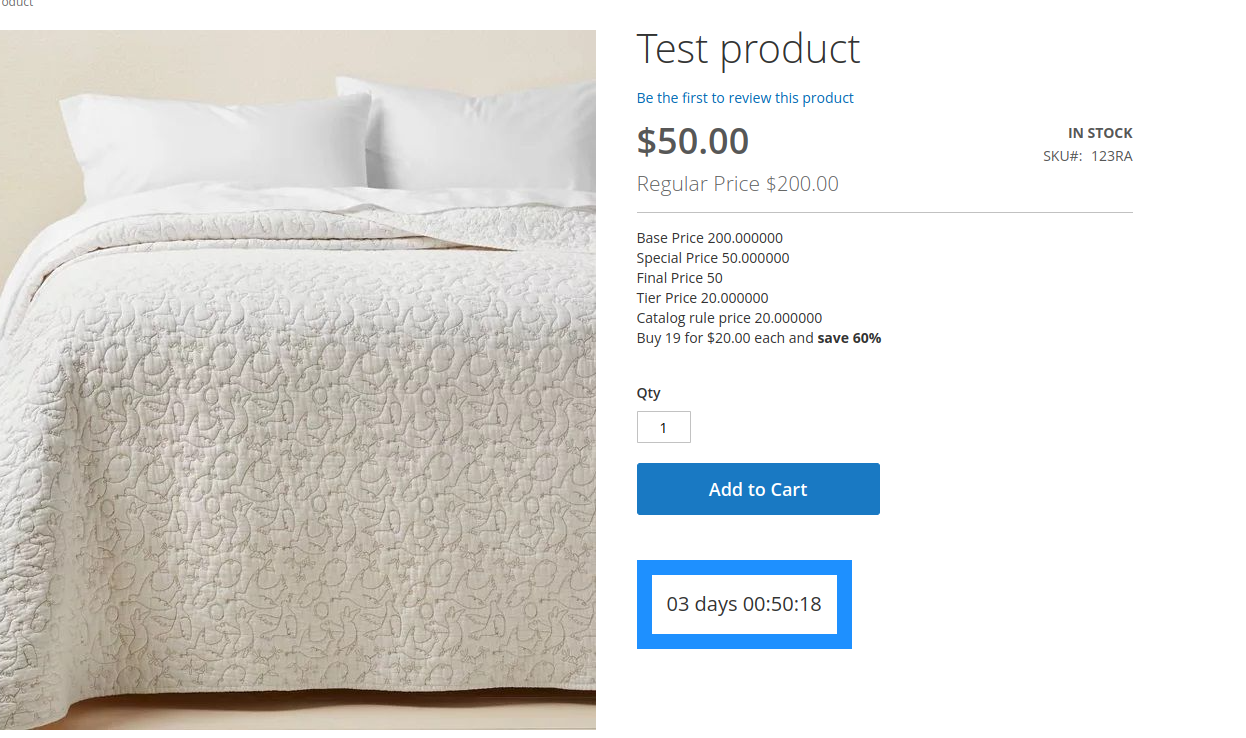 Test product
Be the first to review this product
$50.00
IN STOCK
SKU#: 123RA
Regular Price $200.00
Base Price 200.000000
Special Price 50.000000
Final Price 50
Tier Price 20.000000
Catalog rule price 20.000000
Buy 19 for $20.00 each and save 60%
Qty
1
Add to Cart
03 days 00:50:18